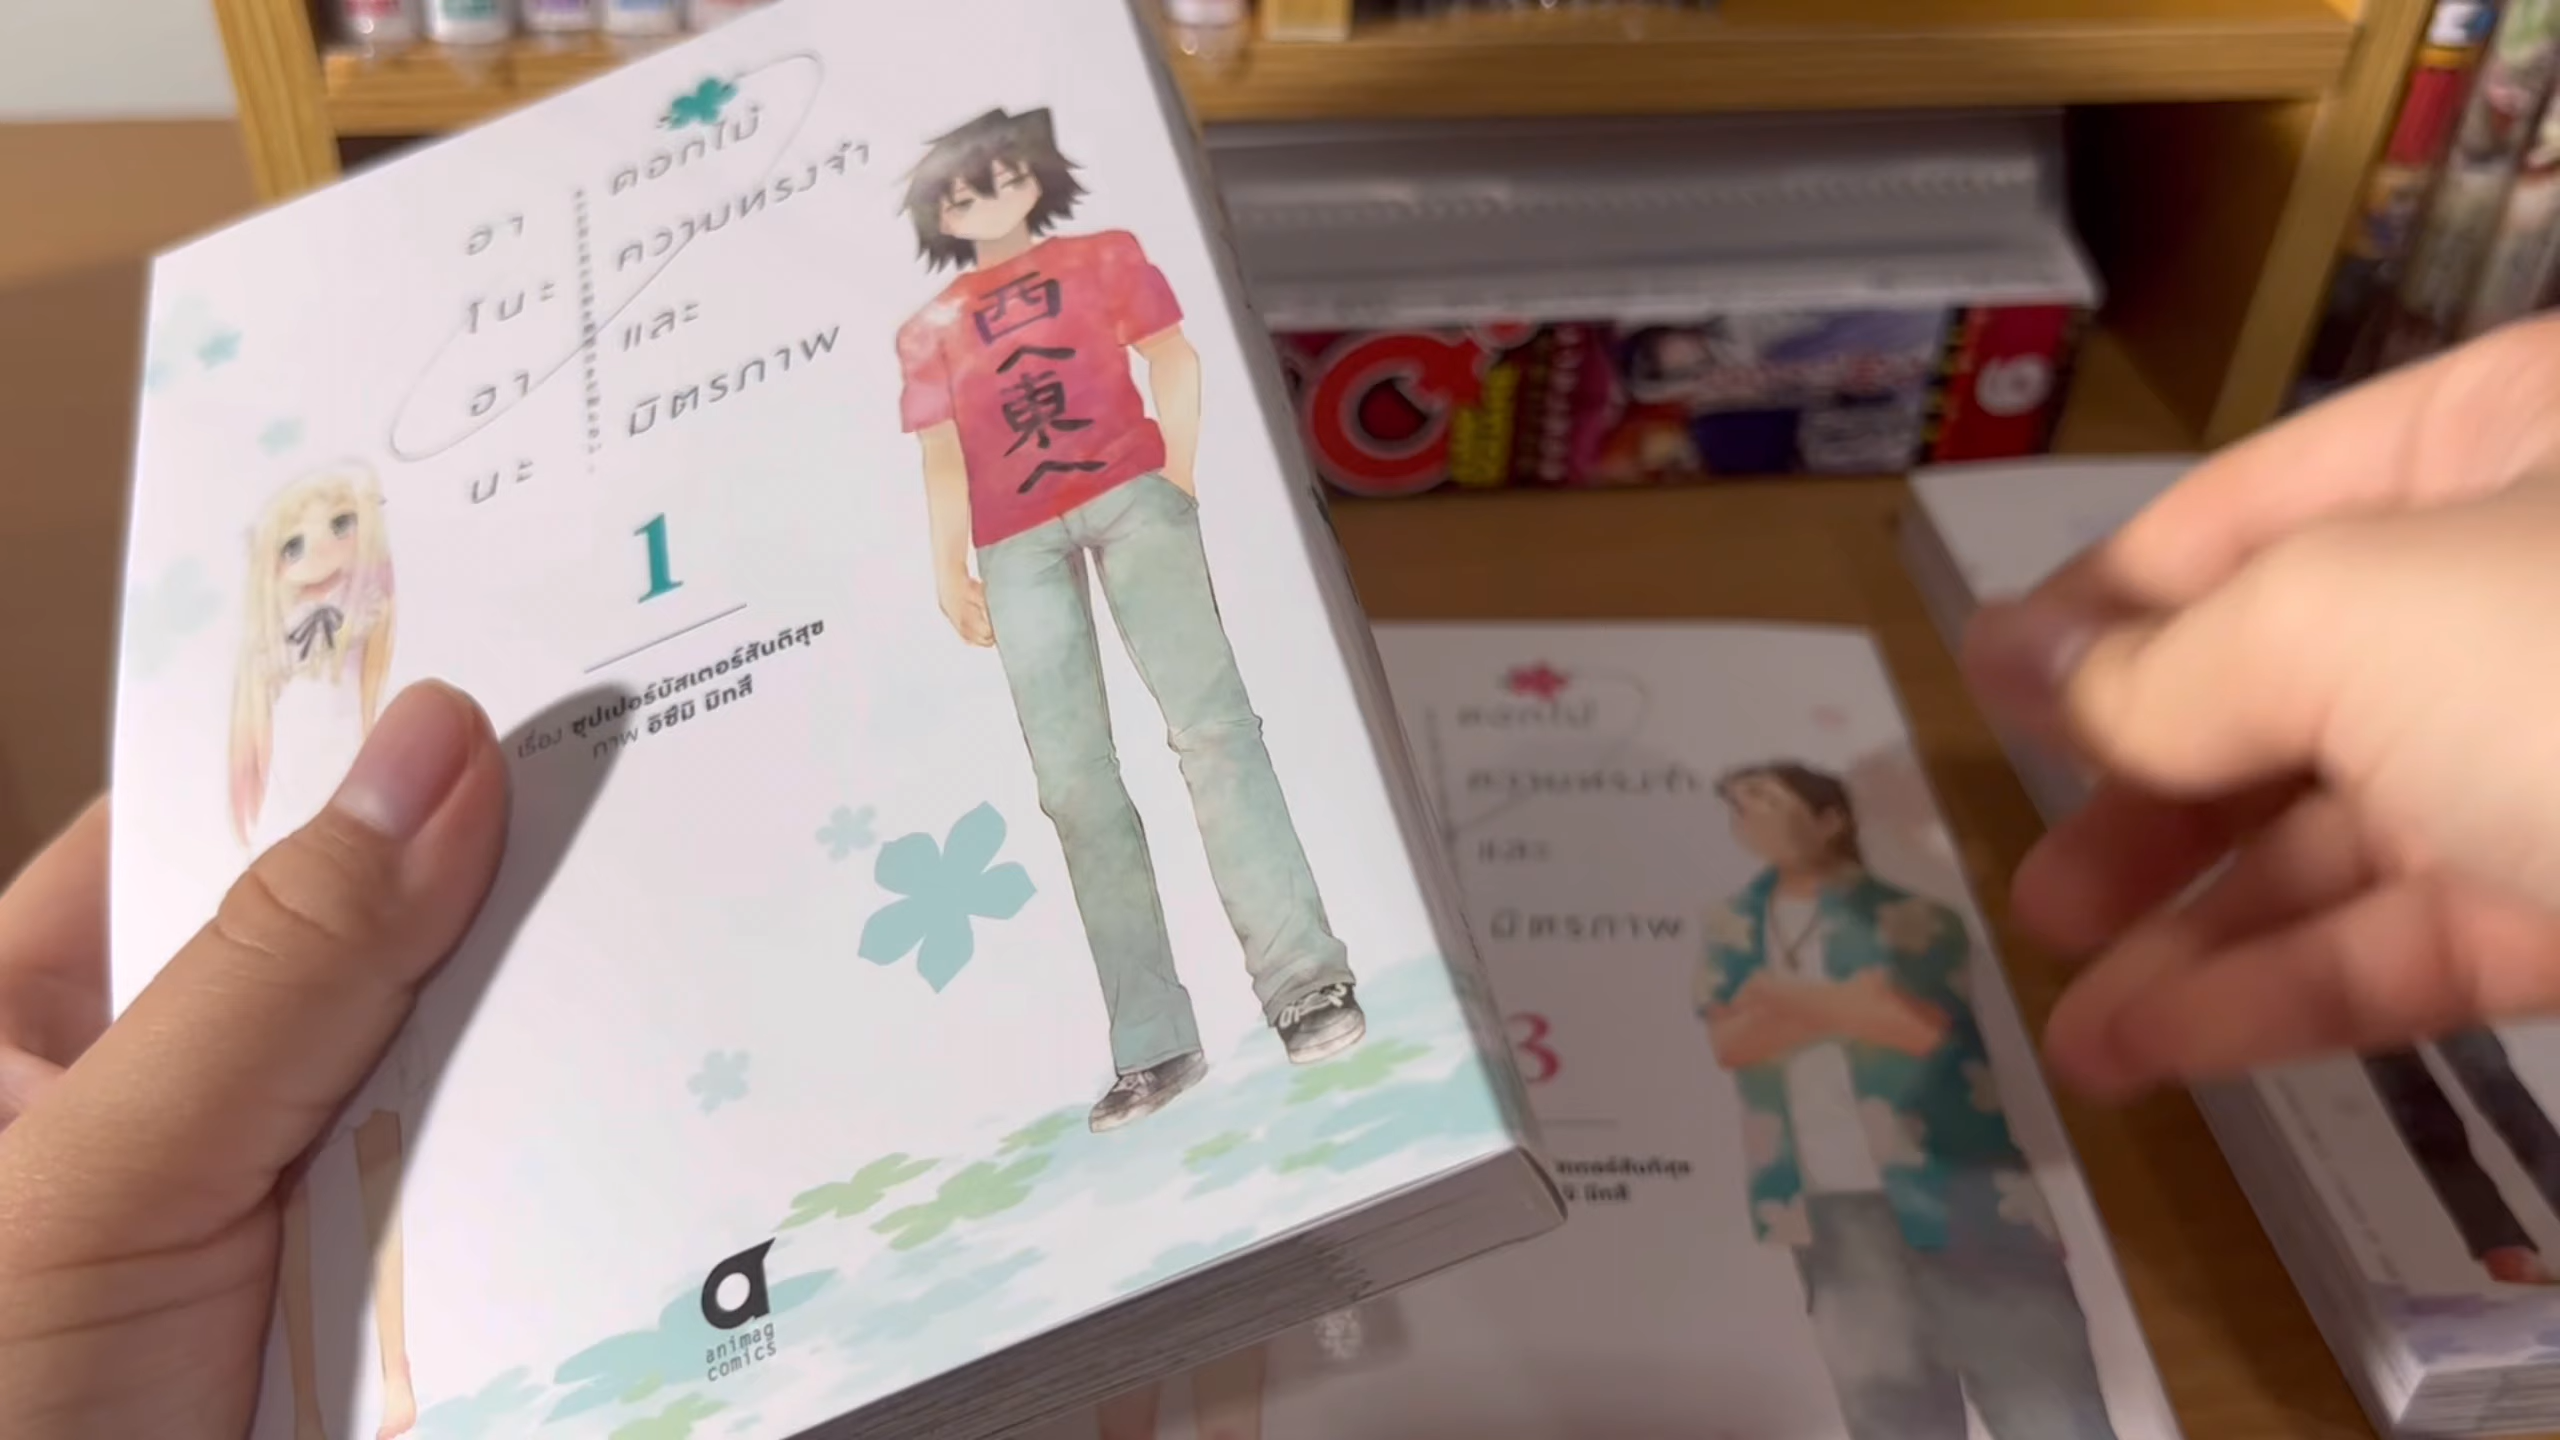 ดอกไม้
ความทรงจำ
และ
มิตรภาพ
อา
โนะ
ฮา
นะ
1
เรื่อง ซุปเปอร์บัสเตอร์สันติสุข
ภาพ อิซึมิ มิทสึ
西
へ
東
へ
animag
comics
ดอกไม้
ความทรงจำ
และ
มิตรภาพ
3
6